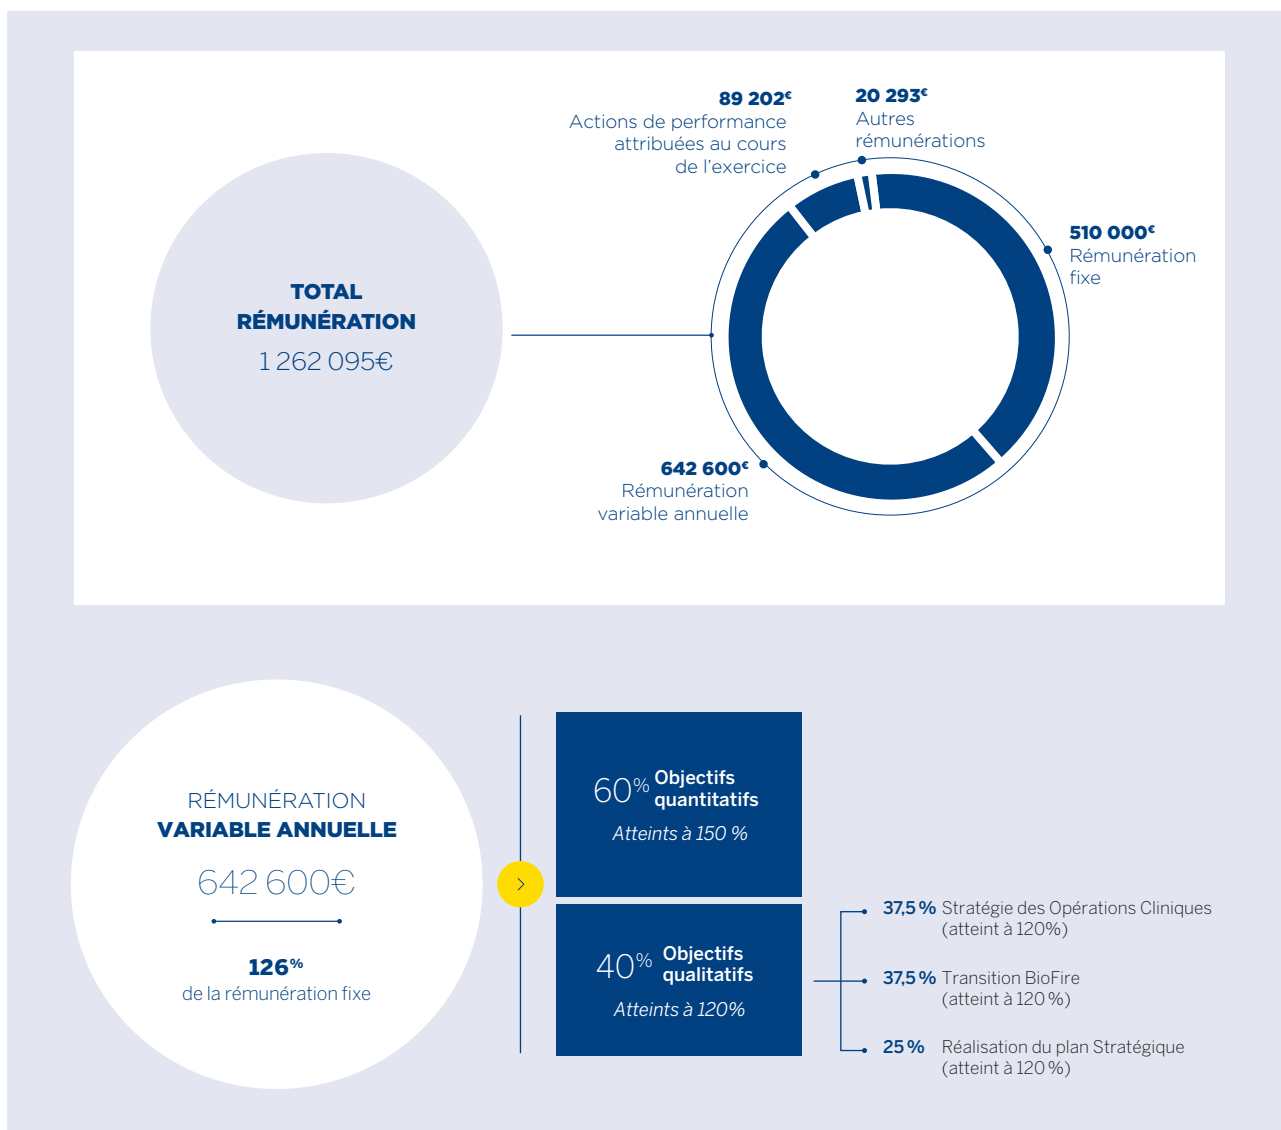 89 202€
Actions de performance
attribuées au cours
de l’exercice
20 293€
Autres
rémunérations
510 000€
Rémunération
fixe
TOTAL
RÉMUNÉRATION
1 262 095€
642 600€
Rémunération
variable annuelle
RÉMUNÉRATION
VARIABLE ANNUELLE
642 600€
126%
de la rémunération fixe
60% Objectifs
quantitatifs
Atteints à 150 %
40% Objectifs
qualitatifs
Atteints à 120%
37,5 % Stratégie des Opérations Cliniques
(atteint à 120%)
37,5 % Transition BioFire
(atteint à 120 %)
25 % Réalisation du plan Stratégique
(atteint à 120 %)